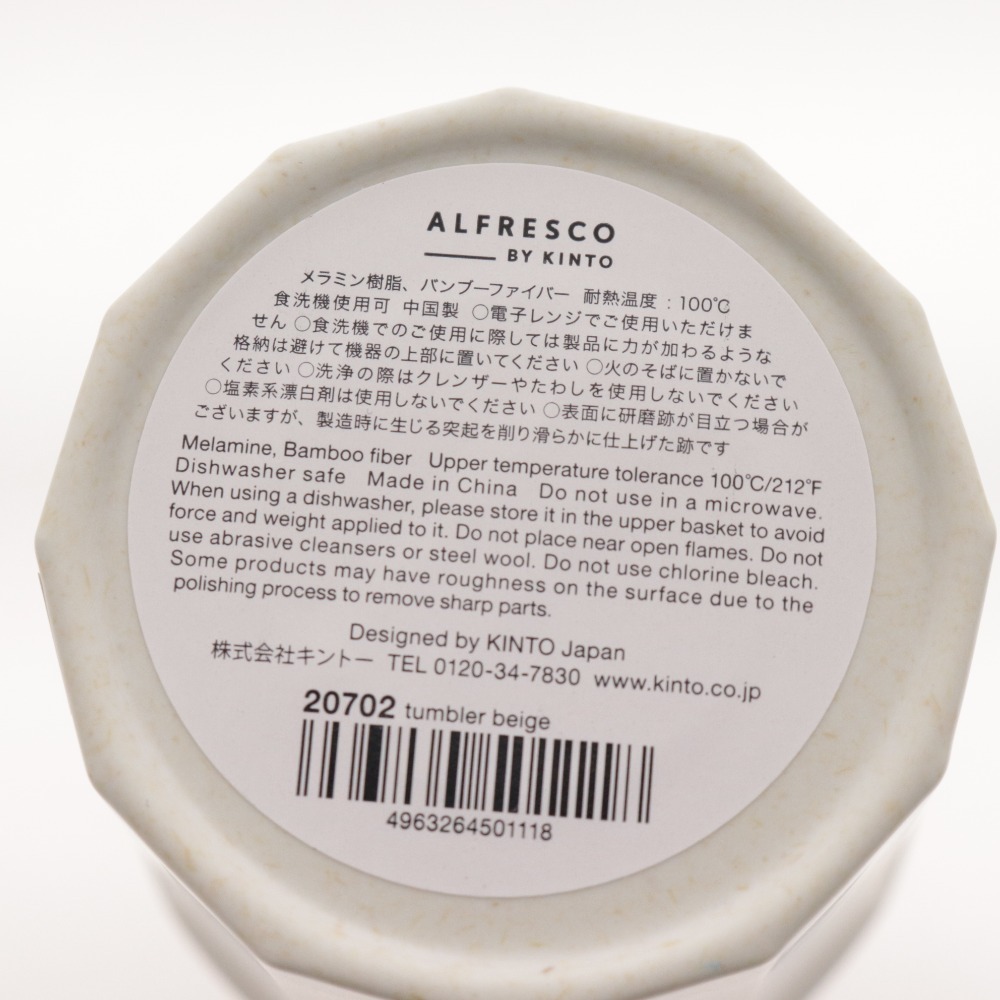 ALFRESCO
BY KINTO
メラミン樹脂、バンブーファイバー 耐熱温度：100℃
食洗機使用可 中国製 ○電子レンジでご使用いただけま
せん ○食洗機でのご使用に際しては製品に力が加わるような
格納は避けて機器の上部に置いてください ○火のそばに置かないで
ください ○洗浄の際はクレンザーやたわしを使用しないでください
○塩素系漂白剤は使用しないでください ○表面に研磨跡が目立つ場合が
ございますが、製造時に生じる突起を削り滑らかに仕上げた跡です
Melamine, Bamboo fiber Upper temperature tolerance 100℃/212°F
Dishwasher safe Made in China Do not use in a microwave.
When using a dishwasher, please store it in the upper basket to avoid
force and weight applied to it. Do not place near open flames. Do not
use abrasive cleansers or steel wool. Do not use chlorine bleach.
Some products may have roughness on the surface due to the
polishing process to remove sharp parts.
Designed by KINTO Japan
株式会社キントー TEL 0120-34-7830 www.kinto.co.jp
20702 tumbler beige
4963264501118